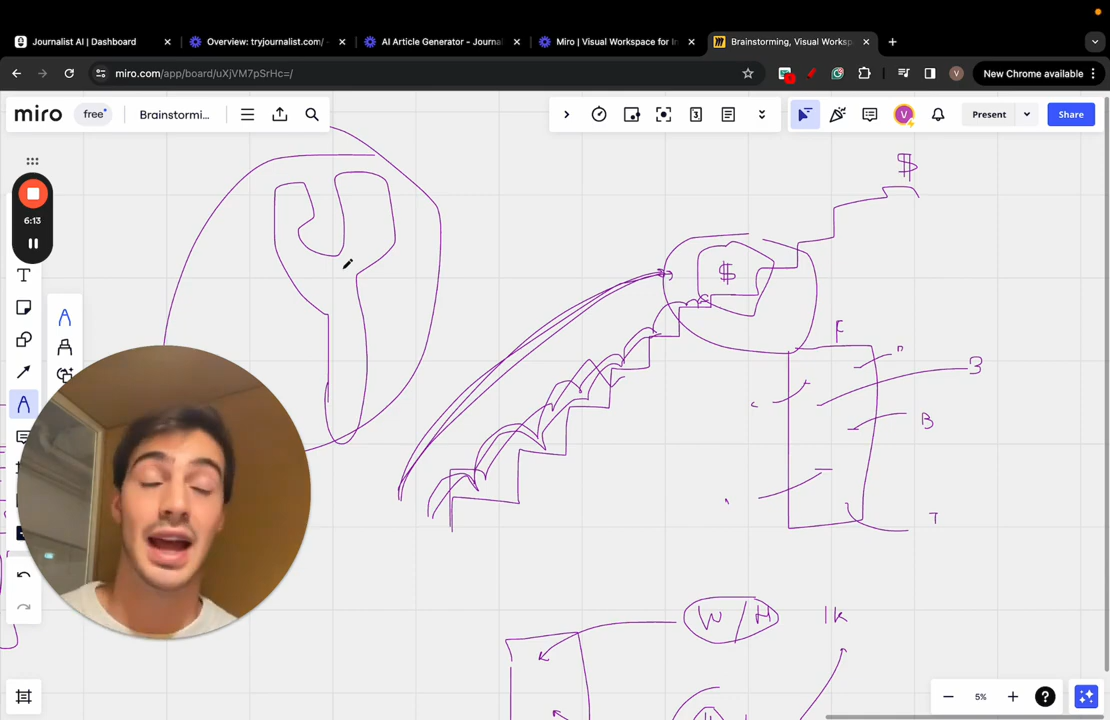 Journalist AI | Dashboard
Overview: tryjournalist.com/ -
AI Article Generator - Journa
Miro | Visual Workspace for In
Brainstorming, Visual Worksp
miro.com/app/board/uXjVM7pSrHc=/
New Chrome available
miro
free
Brainstormi...
3
Present
Share
6:13
T
$
$
E
3
B
T
W/H
1k
5%